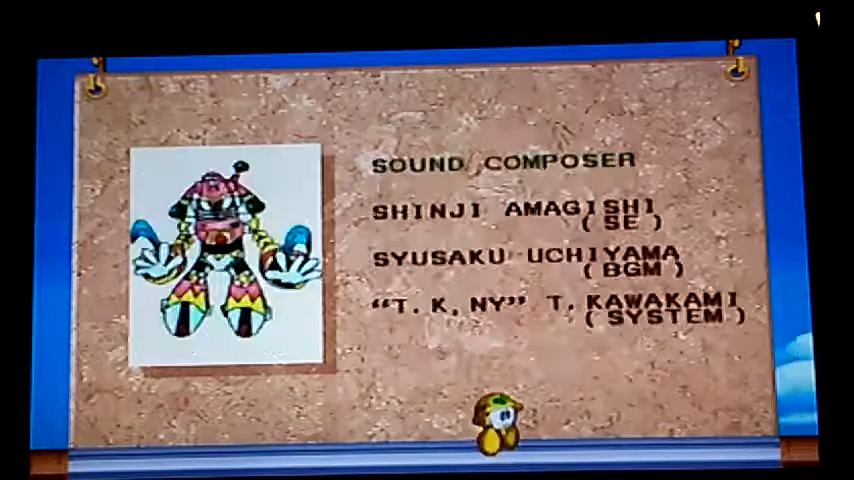 SOUND COMPOSER
SHINJI AMAGISHI
(SE)
SYUSAKU UCHIYAMA
(BGM)
"T.K,NY" T.KAWAKAMI
(SYSTEM)